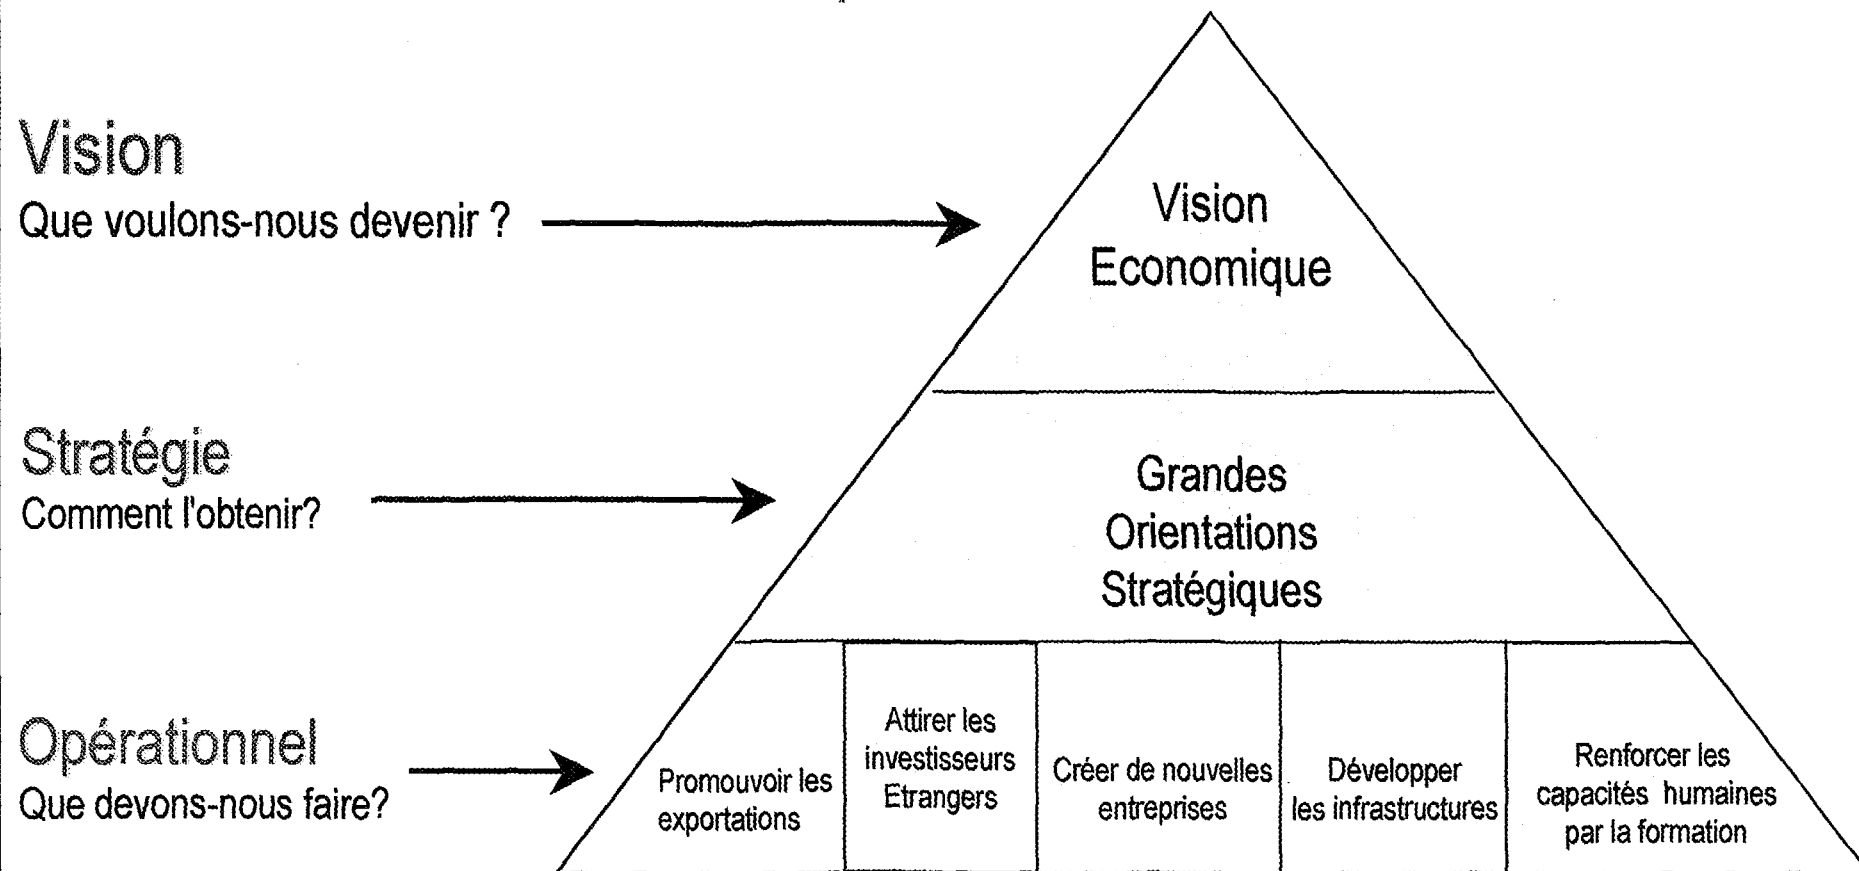 Vision
Que voulons-nous devenir ?
Vision
Economique
Stratégie
Comment l'obtenir?
Grandes
Orientations
Stratégiques
Opérationnel
Que devons-nous faire?
Promouvoir les
exportations
Attirer les
investisseurs
Etrangers
Créer de nouvelles
entreprises
Développer
les infrastructures
Renforcer les
capacités humaines
par la formation